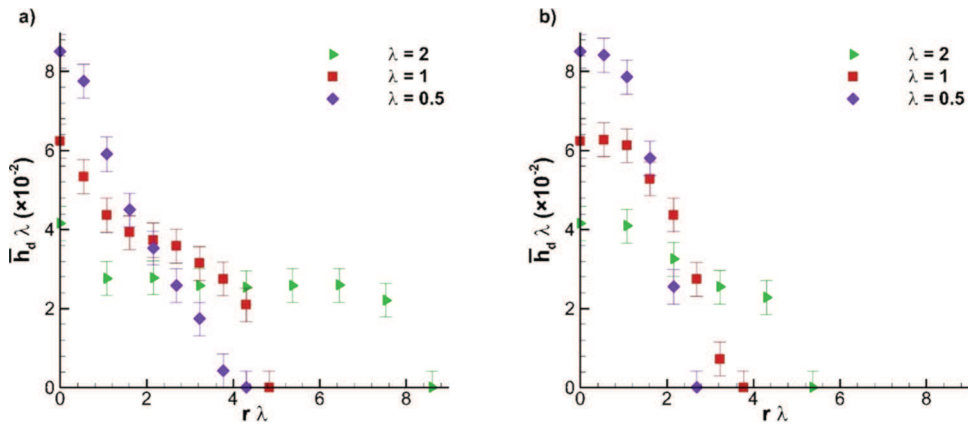 a)
λ = 2
λ = 1
λ = 0.5
8
6
4
2
0
h̅d λ (×10⁻²)
0 2 4 6 8
r λ
b)
λ = 2
λ = 1
λ = 0.5
8
6
4
2
0
h̅d λ (×10⁻²)
0 2 4 6 8
r λ